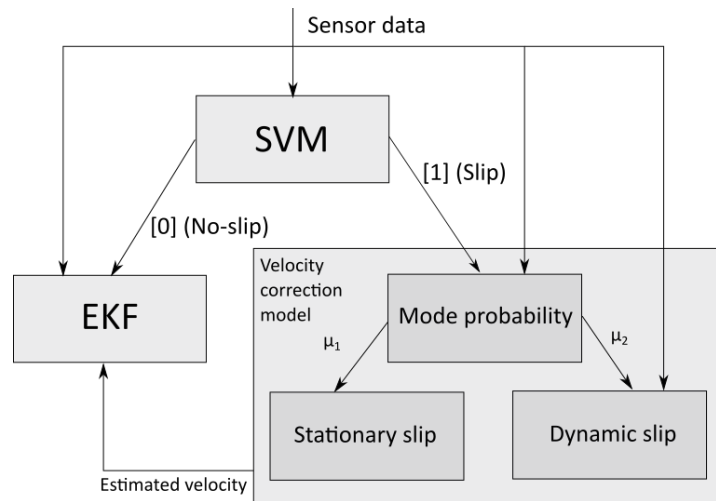 Sensor data
SVM
[1] (Slip)
[0] (No-slip)
Velocity
correction
model
EKF
Mode probability
μ₁
μ₂
Stationary slip
Dynamic slip
Estimated velocity